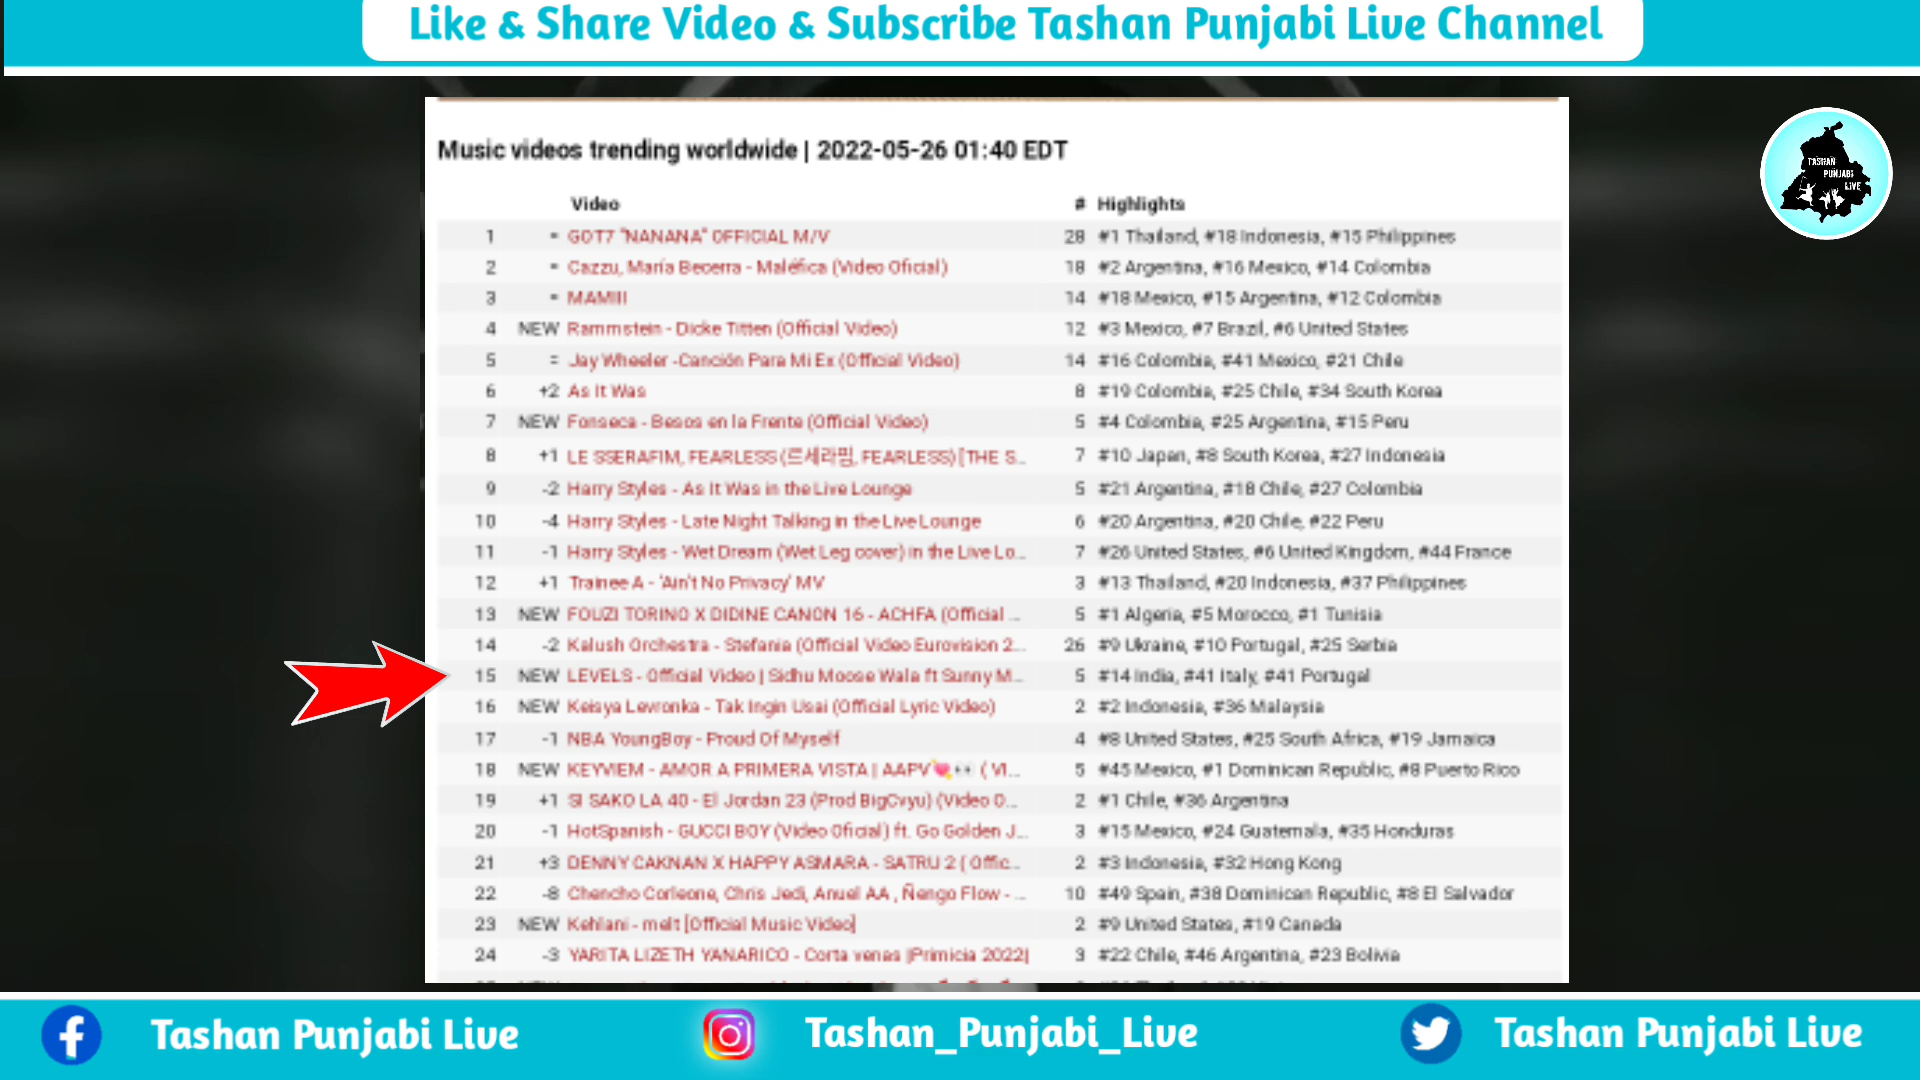 Like & Share Video & Subscribe Tashan Punjabi Live Channel
TASHAN
PUNJABI
LIVE
Music videos trending worldwide | 2022-05-26 01:40 EDT
Video # Highlights
1 = GOT7 "NANANA" OFFICIAL M/V 28 #1 Thailand, #18 Indonesia, #15 Philippines
2 = Cazzu, María Becerra - Maléfica (Video Oficial) 18 #2 Argentina, #16 Mexico, #14 Colombia
3 = MAMIII 14 #18 Mexico, #15 Argentina, #12 Colombia
4 NEW Rammstein - Dicke Titten (Official Video) 12 #3 Mexico, #7 Brazil, #6 United States
5 = Jay Wheeler -Canción Para Mi Ex (Official Video) 14 #16 Colombia, #41 Mexico, #21 Chile
6 +2 As It Was 8 #19 Colombia, #25 Chile, #34 South Korea
7 NEW Fonseca - Besos en la Frente (Official Video) 5 #4 Colombia, #25 Argentina, #15 Peru
8 +1 LE SSERAFIM, FEARLESS (르세라핌, FEARLESS) [THE S... 7 #10 Japan, #8 South Korea, #27 Indonesia
9 -2 Harry Styles - As It Was in the Live Lounge 5 #21 Argentina, #18 Chile, #27 Colombia
10 -4 Harry Styles - Late Night Talking in the Live Lounge 6 #20 Argentina, #20 Chile, #22 Peru
11 -1 Harry Styles - Wet Dream (Wet Leg cover) in the Live Lo... 7 #26 United States, #6 United Kingdom, #44 France
12 +1 Trainee A - 'Ain't No Privacy' MV 3 #13 Thailand, #20 Indonesia, #37 Philippines
13 NEW FOUZI TORINO X DIDINE CANON 16 - ACHFA (Official ... 5 #1 Algeria, #5 Morocco, #1 Tunisia
14 -2 Kalush Orchestra - Stefania (Official Video Eurovision 2... 26 #9 Ukraine, #10 Portugal, #25 Serbia
15 NEW LEVELS - Official Video | Sidhu Moose Wala ft Sunny M... 5 #14 India, #41 Italy, #41 Portugal
16 NEW Keisya Levronka - Tak Ingin Usai (Official Lyric Video) 2 #2 Indonesia, #36 Malaysia
17 -1 NBA YoungBoy - Proud Of Myself 4 #8 United States, #25 South Africa, #19 Jamaica
18 NEW KEYVIEM - AMOR A PRIMERA VISTA | AAPV💘👀 ( VI... 5 #45 Mexico, #1 Dominican Republic, #8 Puerto Rico
19 +1 SI SAKO LA 40 - El Jordan 23 (Prod BigCvyu) (Video O... 2 #1 Chile, #36 Argentina
20 -1 HotSpanish - GUCCI BOY (Video Oficial) ft. Go Golden J... 3 #15 Mexico, #24 Guatemala, #35 Honduras
21 +3 DENNY CAKNAN X HAPPY ASMARA - SATRU 2 ( Offic... 2 #3 Indonesia, #32 Hong Kong
22 -8 Chencho Corleone, Chris Jedi, Anuel AA , Ñengo Flow - ... 10 #49 Spain, #38 Dominican Republic, #8 El Salvador
23 NEW Kehlani - melt [Official Music Video] 2 #9 United States, #19 Canada
24 -3 YARITA LIZETH YANARICO - Corta venas |Primicia 2022| 3 #22 Chile, #46 Argentina, #23 Bolivia
Tashan Punjabi Live Tashan_Punjabi_Live Tashan Punjabi Live